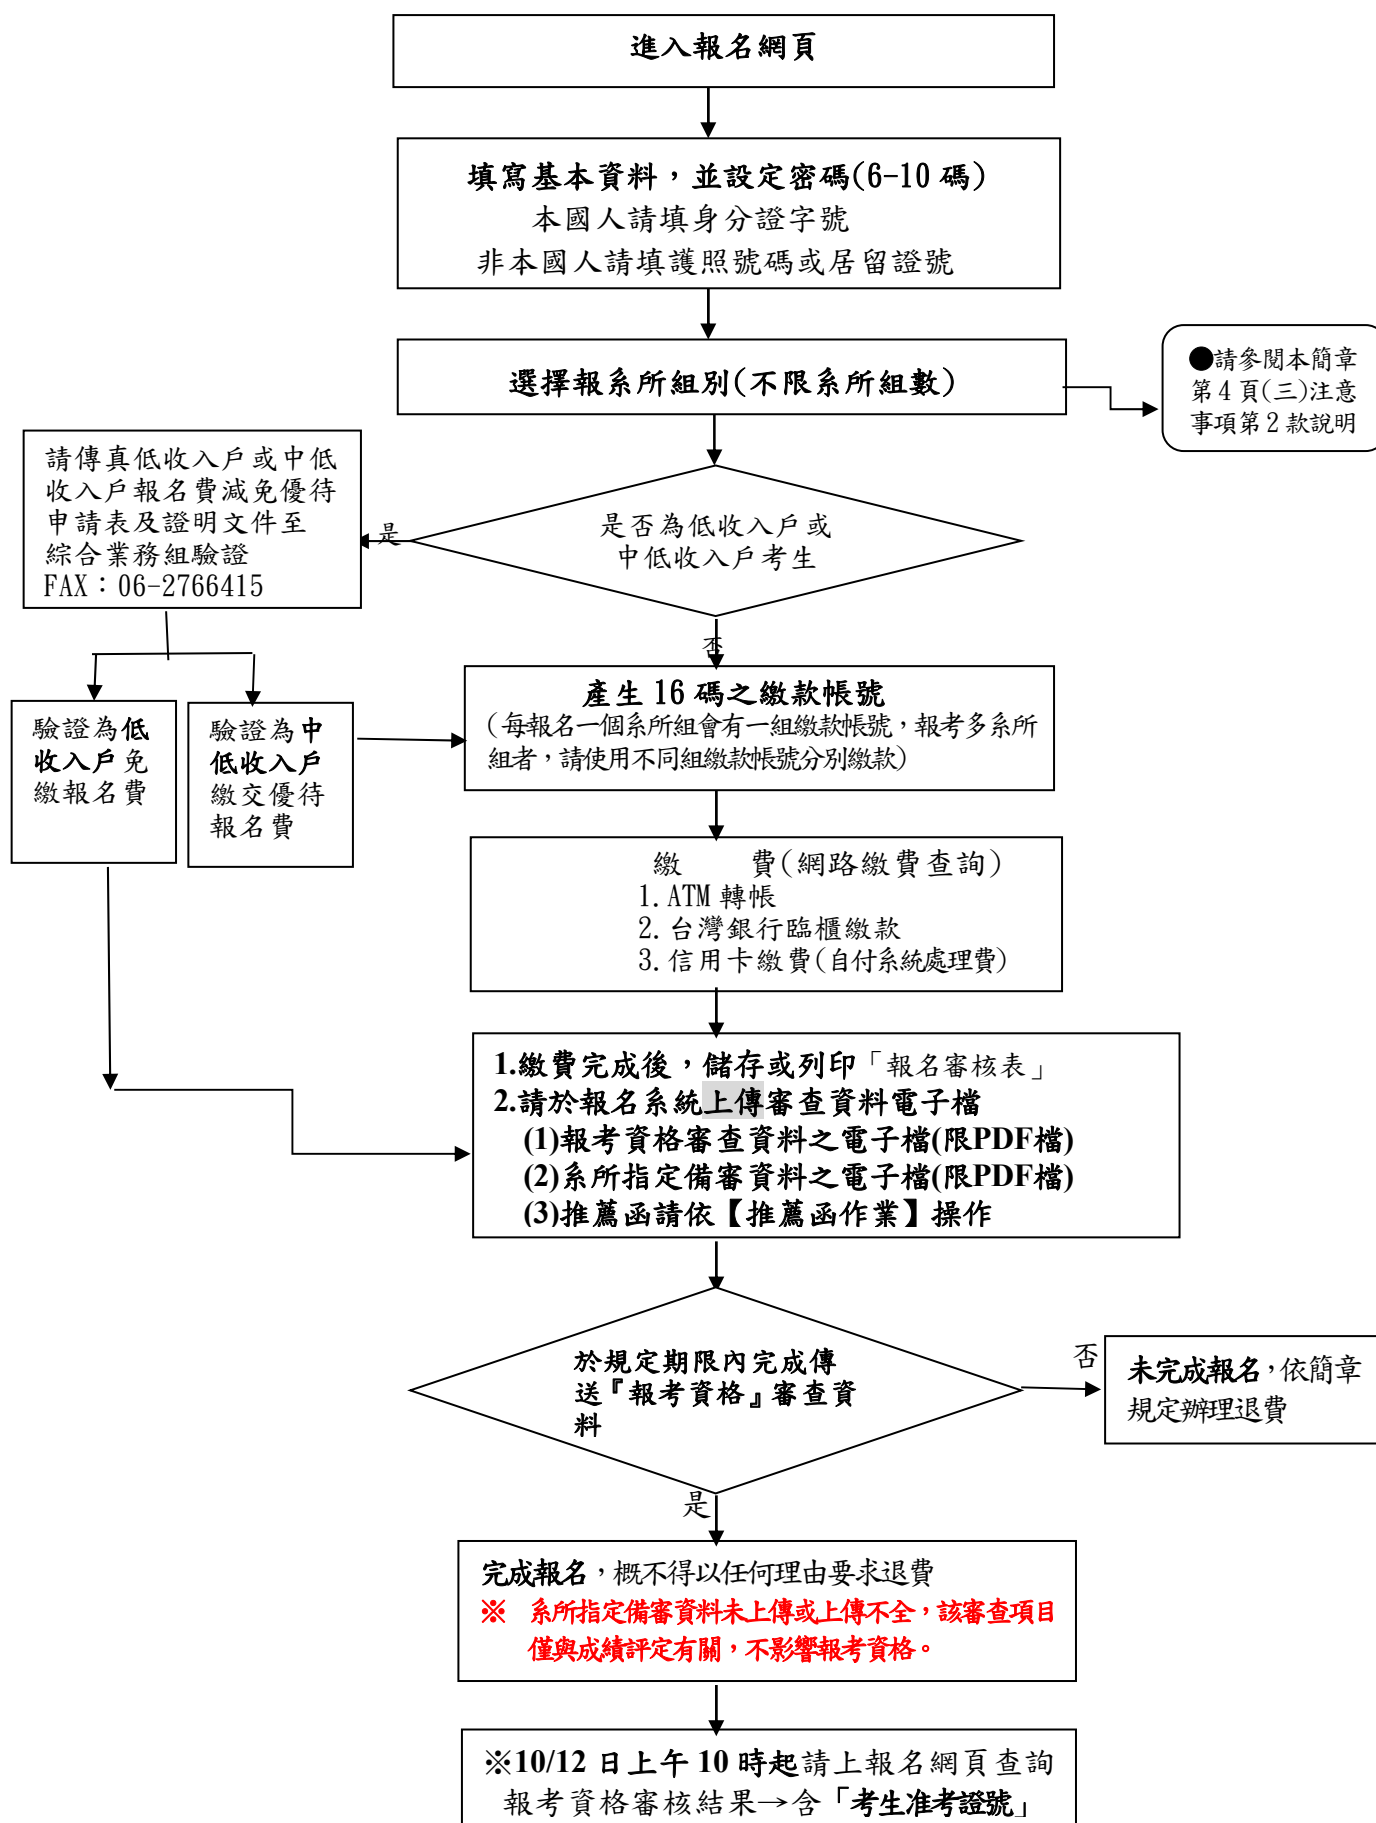 進入報名網頁
填寫基本資料，並設定密碼(6-10 碼)
本國人請填身分證字號
非本國人請填護照號碼或居留證號
選擇報系所組別(不限系所組數)
●請參閱本簡章
第 4 頁(三)注意
事項第 2 款說明
請傳真低收入戶或中低
收入戶報名費減免優待
申請表及證明文件至
綜合業務組驗證
FAX：06-2766415
是
是否為低收入戶或
中低收入戶考生
否
驗證為低
收入戶免
繳報名費
驗證為中
低收入戶
繳交優待
報名費
產生 16 碼之繳款帳號
(每報名一個系所組會有一組繳款帳號，報考多系所
組者，請使用不同組繳款帳號分別繳款)
繳　　費(網路繳費查詢)
1.ATM 轉帳
2.台灣銀行臨櫃繳款
3.信用卡繳費(自付系統處理費)
1.繳費完成後，儲存或列印「報名審核表」
2.請於報名系統上傳審查資料電子檔
(1)報考資格審查資料之電子檔(限PDF檔)
(2)系所指定備審資料之電子檔(限PDF檔)
(3)推薦函請依【推薦函作業】操作
於規定期限內完成傳
送『報考資格』審查資
料
否
未完成報名，依簡章
規定辦理退費
是
完成報名，概不得以任何理由要求退費
※ 系所指定備審資料未上傳或上傳不全，該審查項目
僅與成績評定有關，不影響報考資格。
※10/12 日上午 10 時起請上報名網頁查詢
報考資格審核結果→含「考生准考證號」